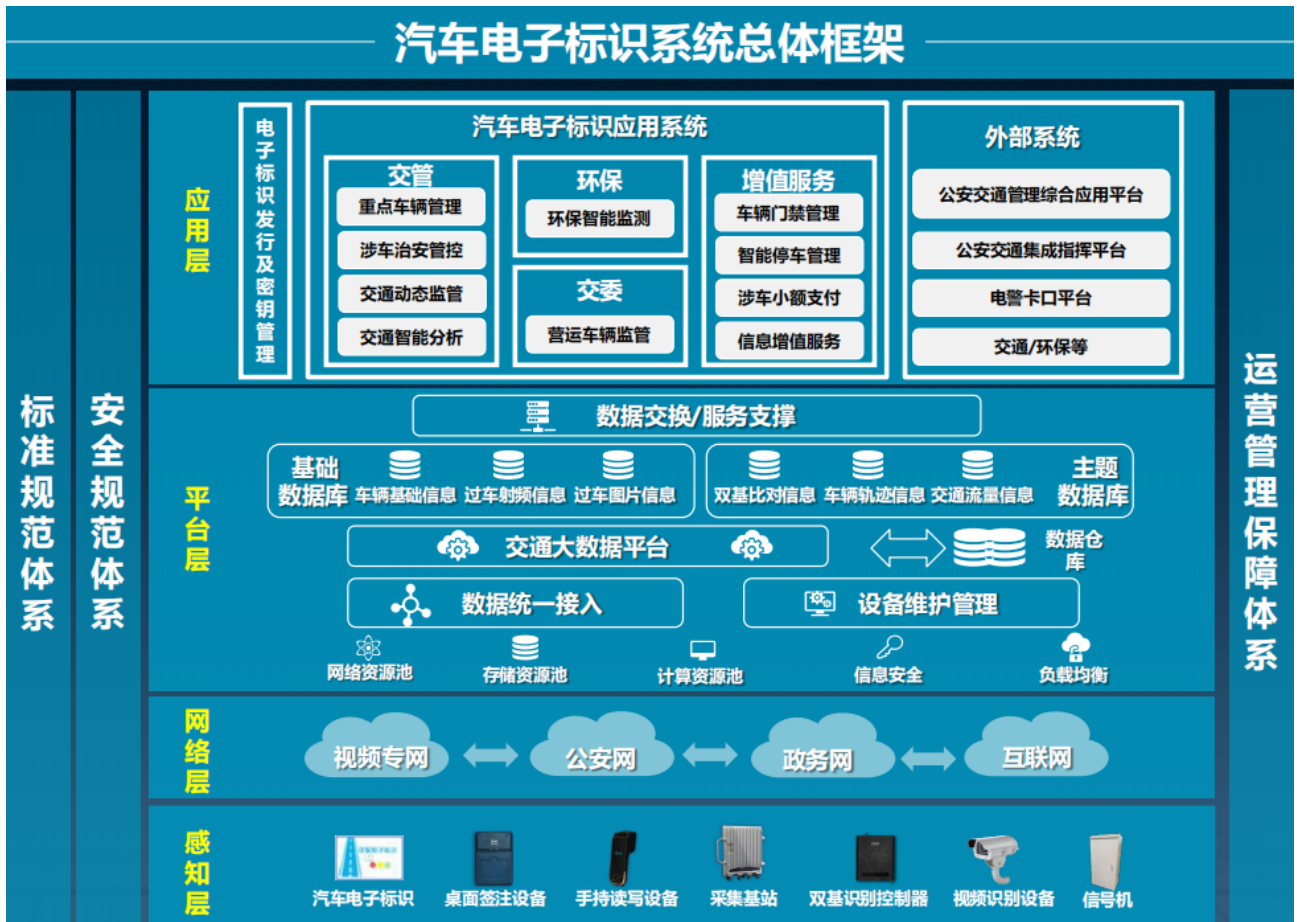 汽车电子标识系统总体框架
标准规范体系
安全规范体系
应用层
电子标识发行及密钥管理
汽车电子标识应用系统
交管
重点车辆管理
涉车治安管控
交通动态监管
交通智能分析
环保
环保智能监测
交委
营运车辆监管
增值服务
车辆门禁管理
智能停车管理
涉车小额支付
信息增值服务
外部系统
公安交通管理综合应用平台
公安交通集成指挥平台
电警卡口平台
交通/环保等
平台层
数据交换/服务支撑
基础
数据库
车辆基础信息
过车射频信息
过车图片信息
双基比对信息
车辆轨迹信息
交通流量信息
主题
数据库
交通大数据平台
数据仓
库
数据统一接入
设备维护管理
网络资源池
存储资源池
计算资源池
信息安全
负载均衡
网络层
视频专网
公安网
政务网
互联网
感知层
汽车电子标识
桌面签注设备
手持读写设备
采集基站
双基识别控制器
视频识别设备
信号机
运营管理保障体系